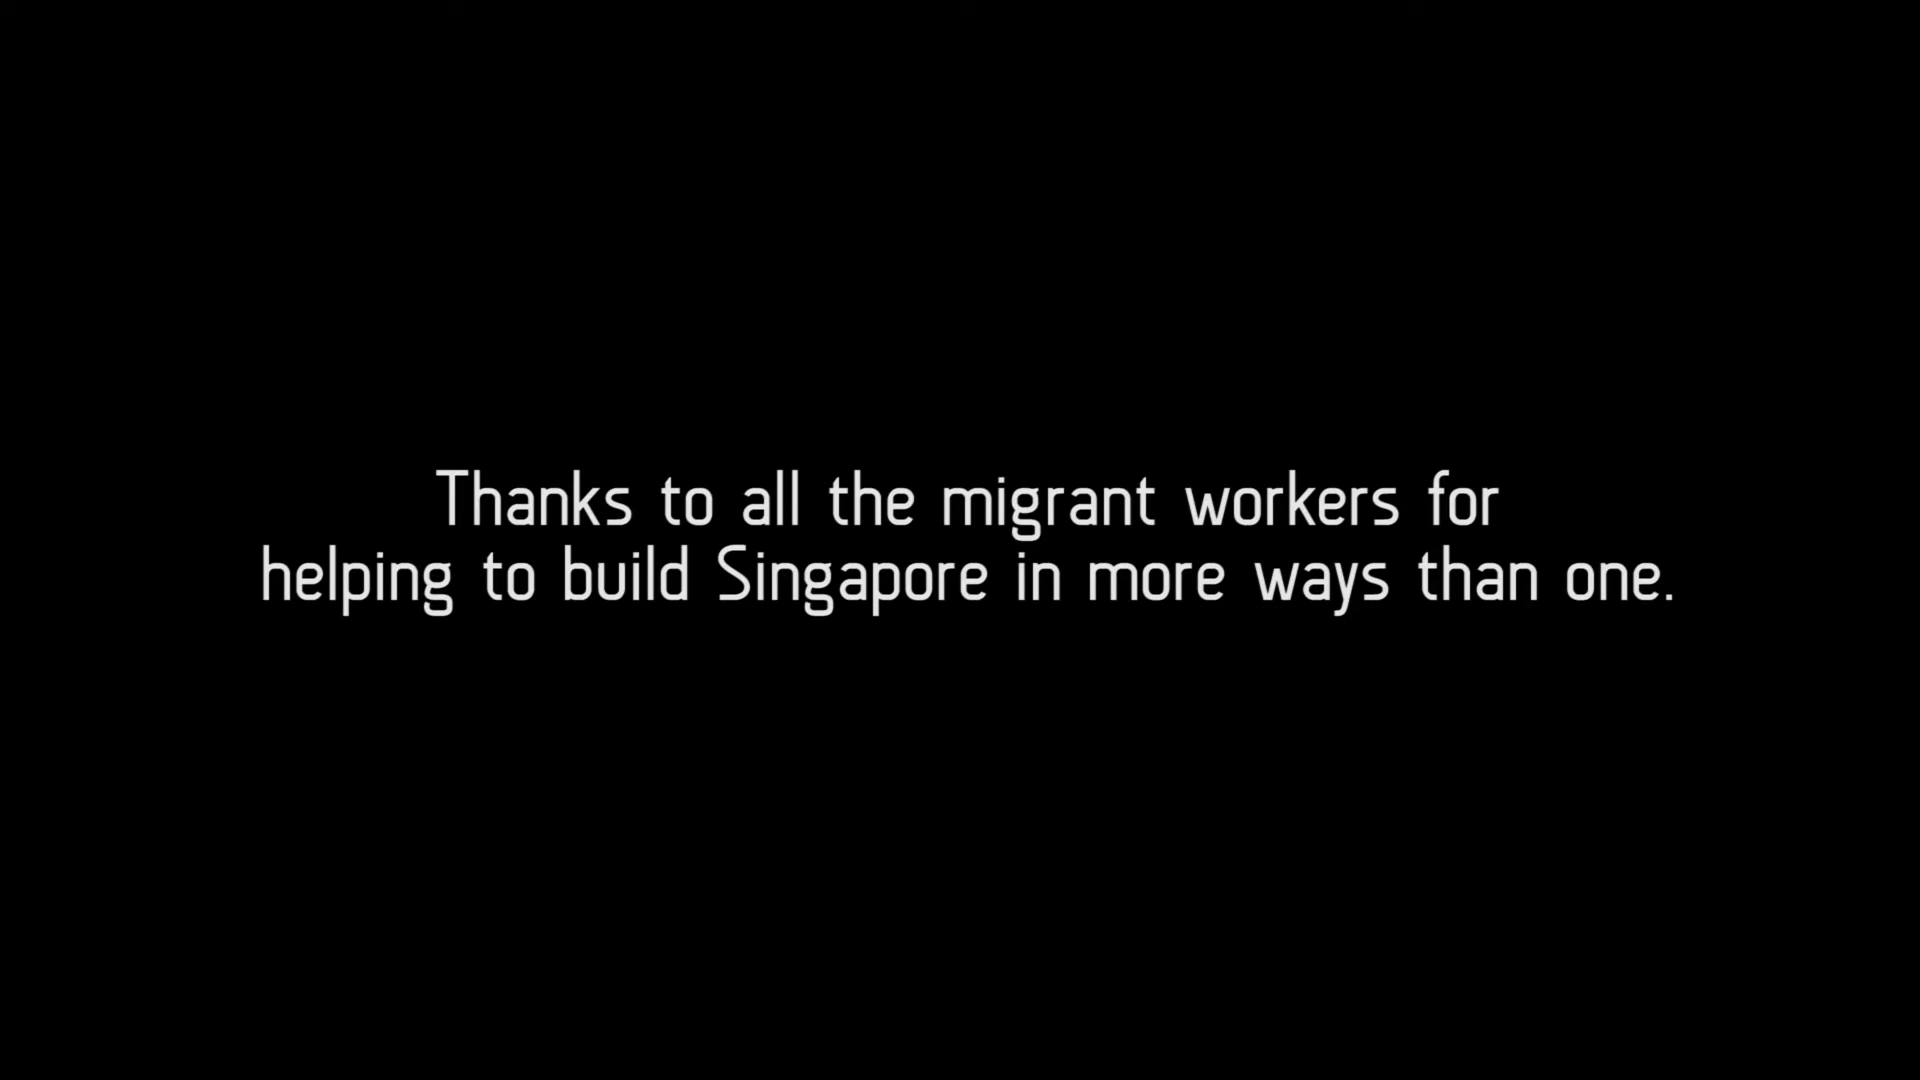 Thanks to all the migrant workers for
helping to build Singapore in more ways than one.